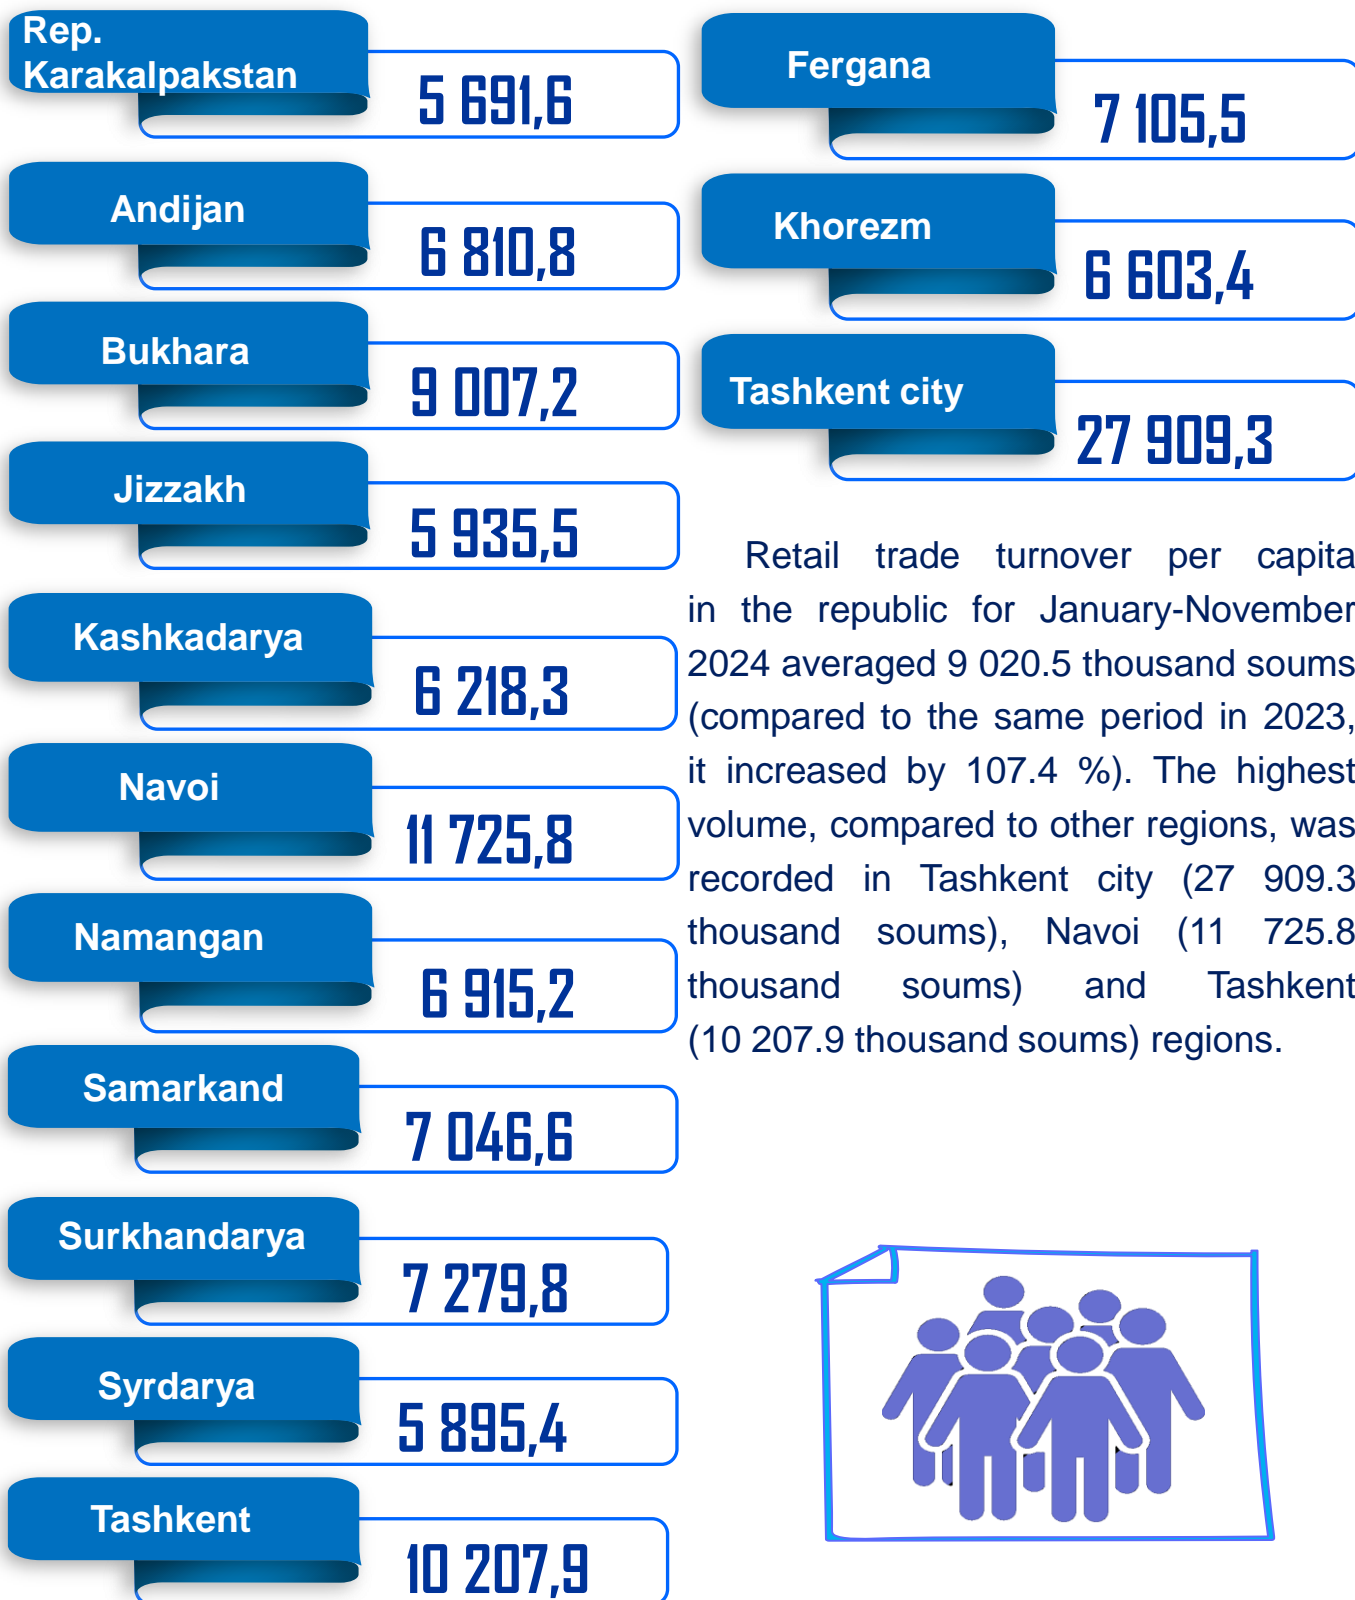 Rep.
Karakalpakstan
5 691,6
Andijan
6 810,8
Bukhara
9 007,2
Jizzakh
5 935,5
Kashkadarya
6 218,3
Navoi
11 725,8
Namangan
6 915,2
Samarkand
7 046,6
Surkhandarya
7 279,8
Syrdarya
5 895,4
Tashkent
10 207,9
Fergana
7 105,5
Khorezm
6 603,4
Tashkent city
27 909,3
Retail trade turnover per capita
in the republic for January-November
2024 averaged 9 020.5 thousand soums
(compared to the same period in 2023,
it increased by 107.4 %). The highest
volume, compared to other regions, was
recorded in Tashkent city (27 909.3
thousand soums), Navoi (11 725.8
thousand soums) and Tashkent
(10 207.9 thousand soums) regions.